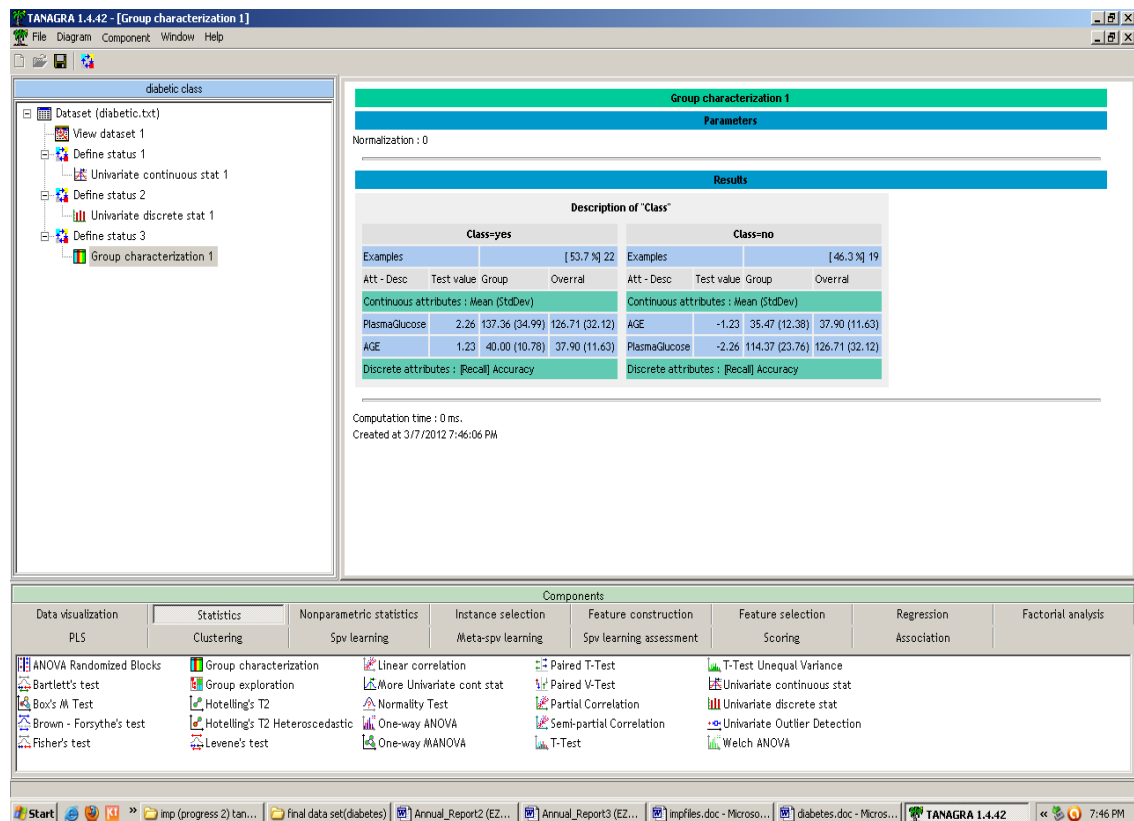 TANAGRA 1.4.42 - [Group characterization 1]
File Diagram Component Window Help
diabetic class
Dataset (diabetic.txt)
View dataset 1
Define status 1
Univariate continuous stat 1
Define status 2
Univariate discrete stat 1
Define status 3
Group characterization 1
Group characterization 1
Parameters
Normalization : 0
Results
Description of "Class"
Class=yes Class=no
Examples [ 53.7 %] 22 Examples [ 46.3 %] 19
Att - Desc Test value Group Overral Att - Desc Test value Group Overral
Continuous attributes : Mean (StdDev) Continuous attributes : Mean (StdDev)
PlasmaGlucose 2.26 137.36 (34.99) 126.71 (32.12) AGE -1.23 35.47 (12.38) 37.90 (11.63)
AGE 1.23 40.00 (10.78) 37.90 (11.63) PlasmaGlucose -2.26 114.37 (23.76) 126.71 (32.12)
Discrete attributes : [Recall] Accuracy Discrete attributes : [Recall] Accuracy
Computation time : 0 ms.
Created at 3/7/2012 7:46:06 PM
Components
Data visualization Statistics Nonparametric statistics Instance selection Feature construction Feature selection Regression Factorial analysis
PLS Clustering Spv learning Meta-spv learning Spv learning assessment Scoring Association
ANOVA Randomized Blocks Group characterization Linear correlation Paired T-Test T-Test Unequal Variance
Bartlett's test Group exploration More Univariate cont stat Paired V-Test Univariate continuous stat
Box's M Test Hotelling's T2 Normality Test Partial Correlation Univariate discrete stat
Brown - Forsythe's test Hotelling's T2 Heteroscedastic One-way ANOVA Semi-partial Correlation Univariate Outlier Detection
Fisher's test Levene's test One-way MANOVA T-Test Welch ANOVA
Start » imp (progress 2) tan... final data set(diabetes) Annual_Report2 (EZ... Annual_Report3 (EZ... impfiles.doc - Microso... diabetes.doc - Micros... TANAGRA 1.4.42 « 7:46 PM